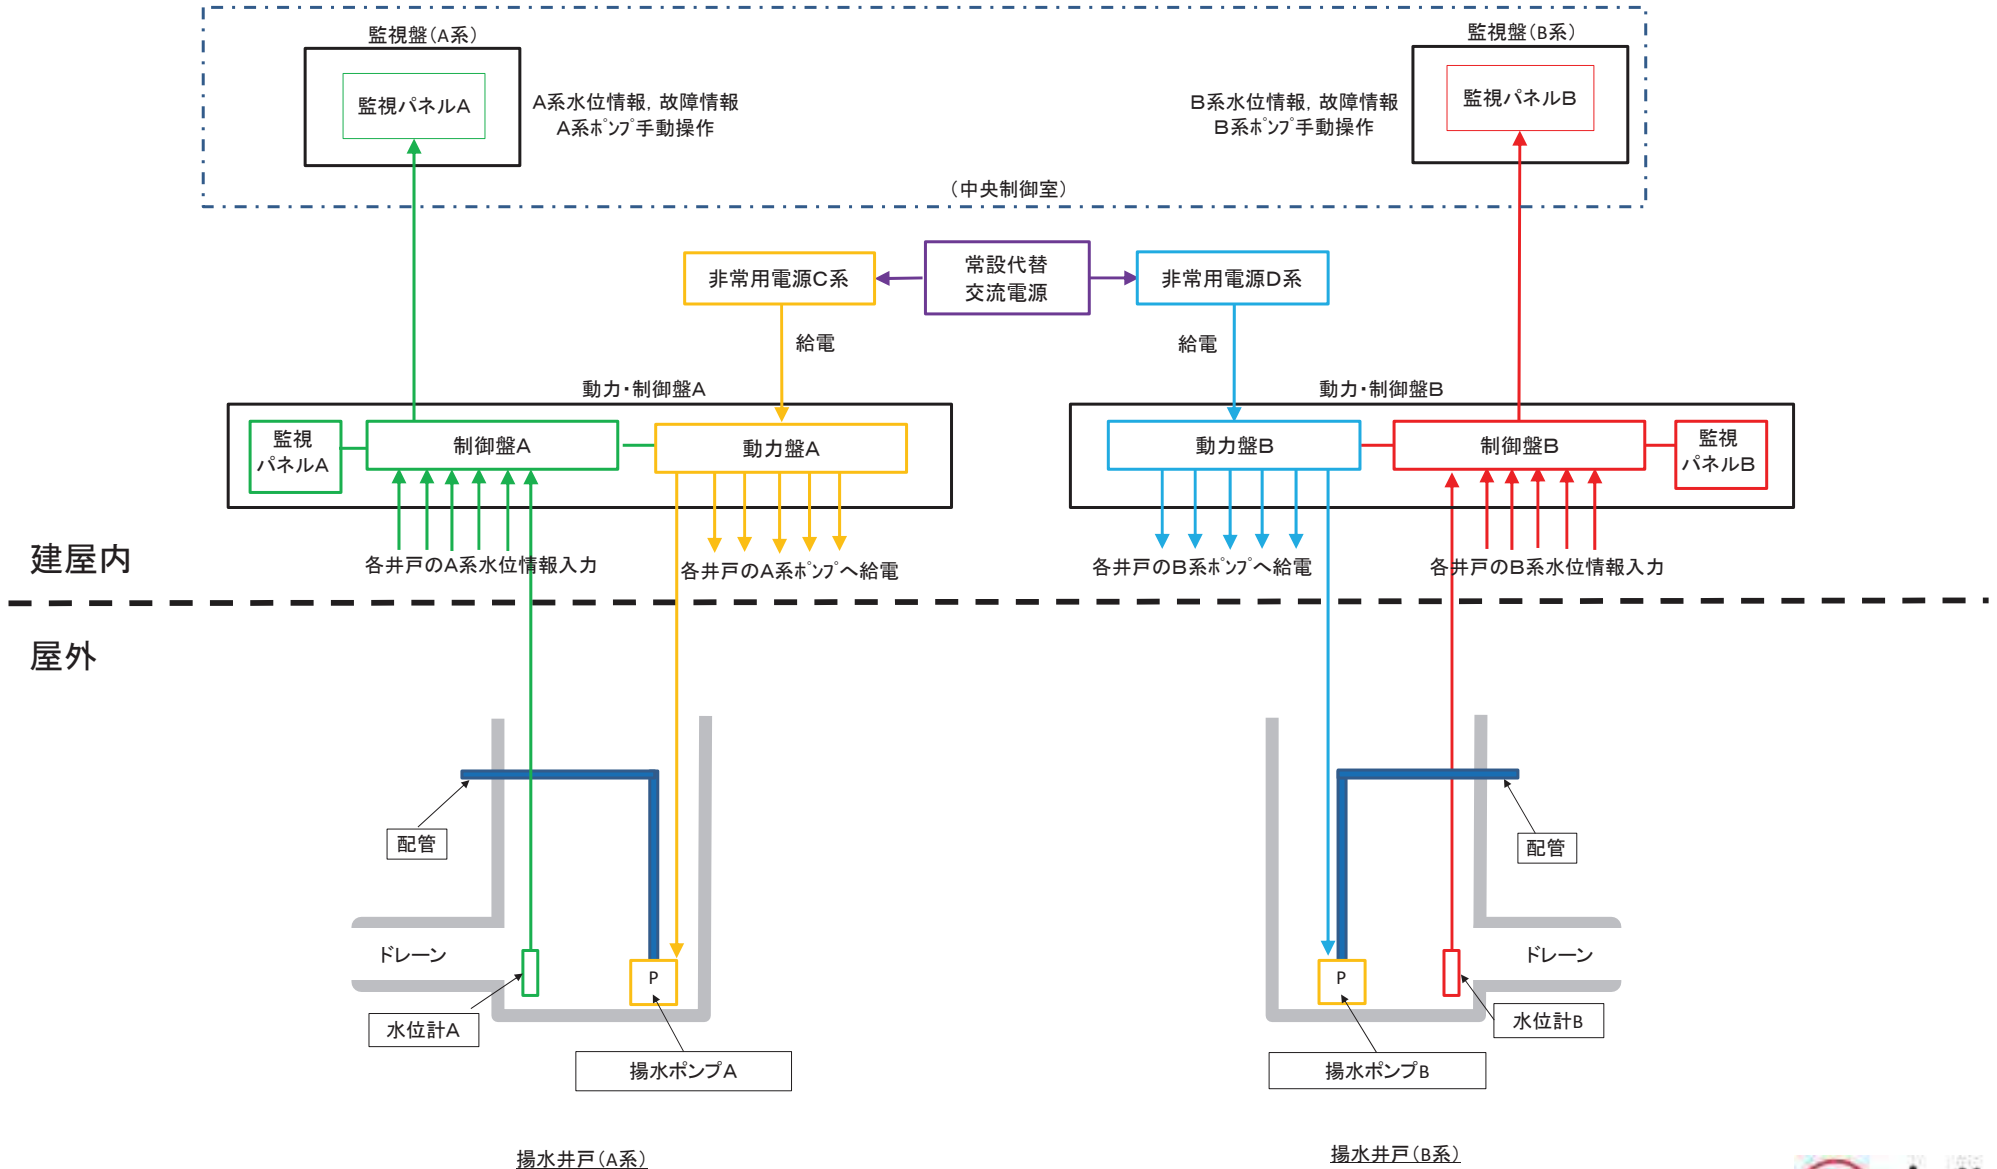 監視盤(A系)
監視盤(B系)
監視パネルA
A系水位情報, 故障情報
A系ポンプ手動操作
B系水位情報, 故障情報
B系ポンプ手動操作
監視パネルB
(中央制御室)
非常用電源C系
常設代替
交流電源
非常用電源D系
給電
給電
動力・制御盤A
動力・制御盤B
監視
パネルA
制御盤A
動力盤A
動力盤B
制御盤B
監視
パネルB
建屋内
各井戸のA系水位情報入力
各井戸のA系ポンプへ給電
各井戸のB系ポンプへ給電
各井戸のB系水位情報入力
屋外
配管
配管
ドレーン
P
P
ドレーン
水位計A
水位計B
揚水ポンプA
揚水ポンプB
揚水井戸(A系)
揚水井戸(B系)